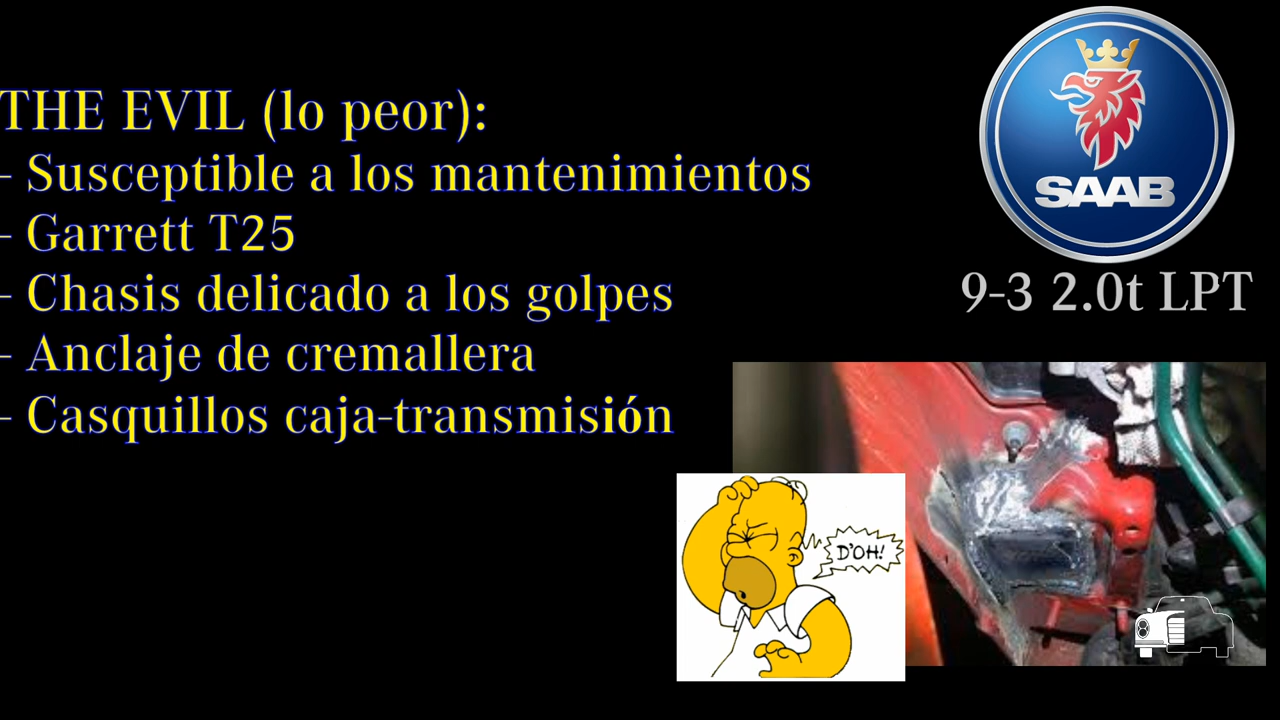 THE EVIL (lo peor):
- Susceptible a los mantenimientos
- Garrett T25
- Chasis delicado a los golpes
- Anclaje de cremallera
- Casquillos caja-transmisión
SAAB
9-3 2.0t LPT
D'OH!